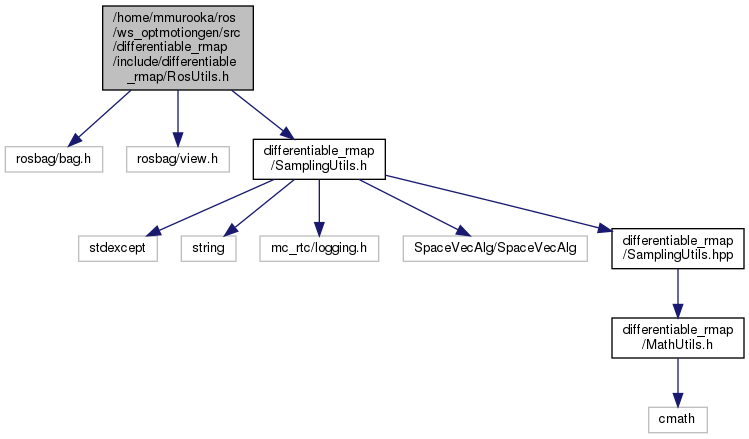 /home/mmurooka/ros
/ws_optmotiongen/src
/differentiable_rmap
/include/differentiable
_rmap/RosUtils.h
rosbag/bag.h
rosbag/view.h
differentiable_rmap
/SamplingUtils.h
stdexcept
string
mc_rtc/logging.h
SpaceVecAlg/SpaceVecAlg
differentiable_rmap
/SamplingUtils.hpp
differentiable_rmap
/MathUtils.h
cmath